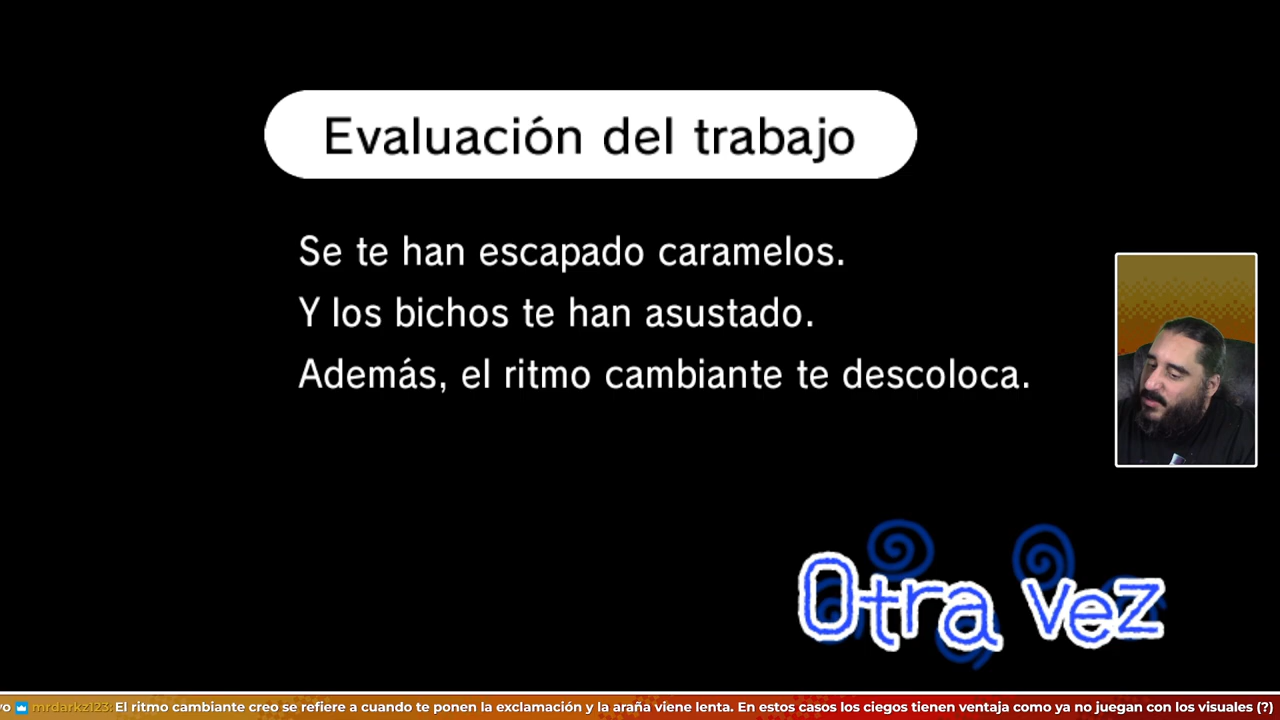 Evaluación del trabajo
Se te han escapado caramelos.
Y los bichos te han asustado.
Además, el ritmo cambiante te descoloca.
Otra vez
yo mrdarkz123: El ritmo cambiante creo se refiere a cuando te ponen la exclamación y la araña viene lenta. En estos casos los ciegos tienen ventaja como ya no juegan con los visuales (?)